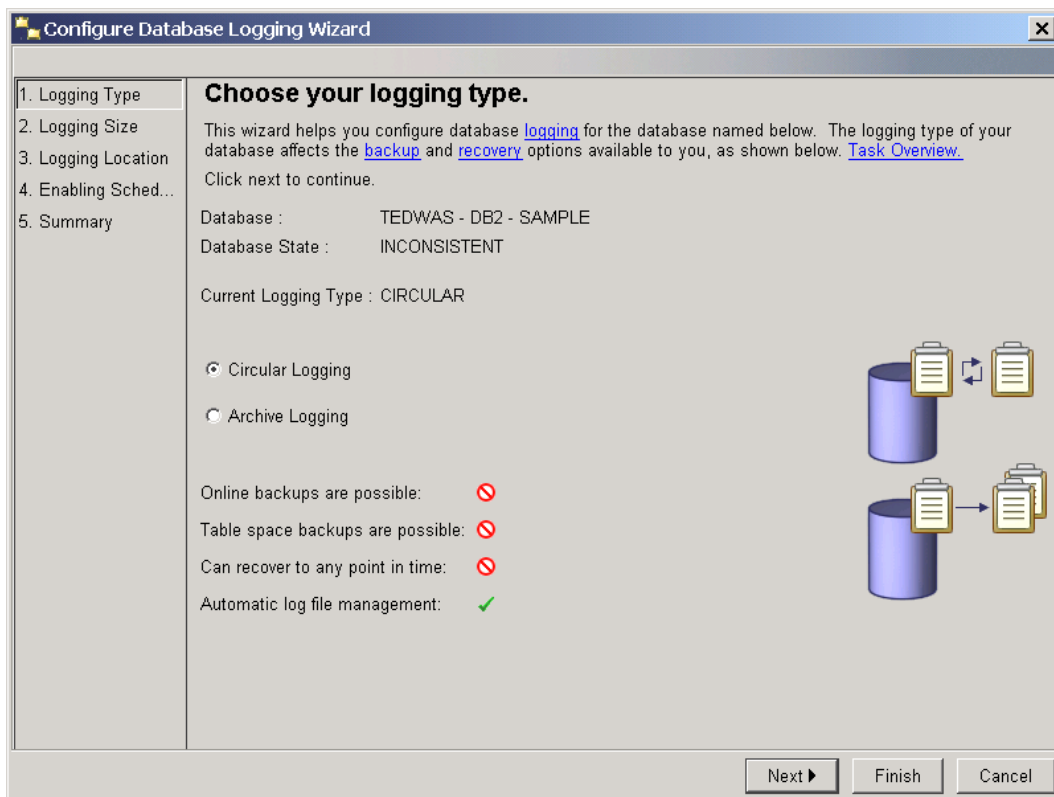 Configure Database Logging Wizard
1. Logging Type
2. Logging Size
3. Logging Location
4. Enabling Sched...
5. Summary
Choose your logging type.
This wizard helps you configure database logging for the database named below. The logging type of your
database affects the backup and recovery options available to you, as shown below. Task Overview.
Click next to continue.
Database : TEDWAS - DB2 - SAMPLE
Database State : INCONSISTENT
Current Logging Type : CIRCULAR
Circular Logging
Archive Logging
Online backups are possible:
Table space backups are possible:
Can recover to any point in time:
Automatic log file management:
Next Finish Cancel